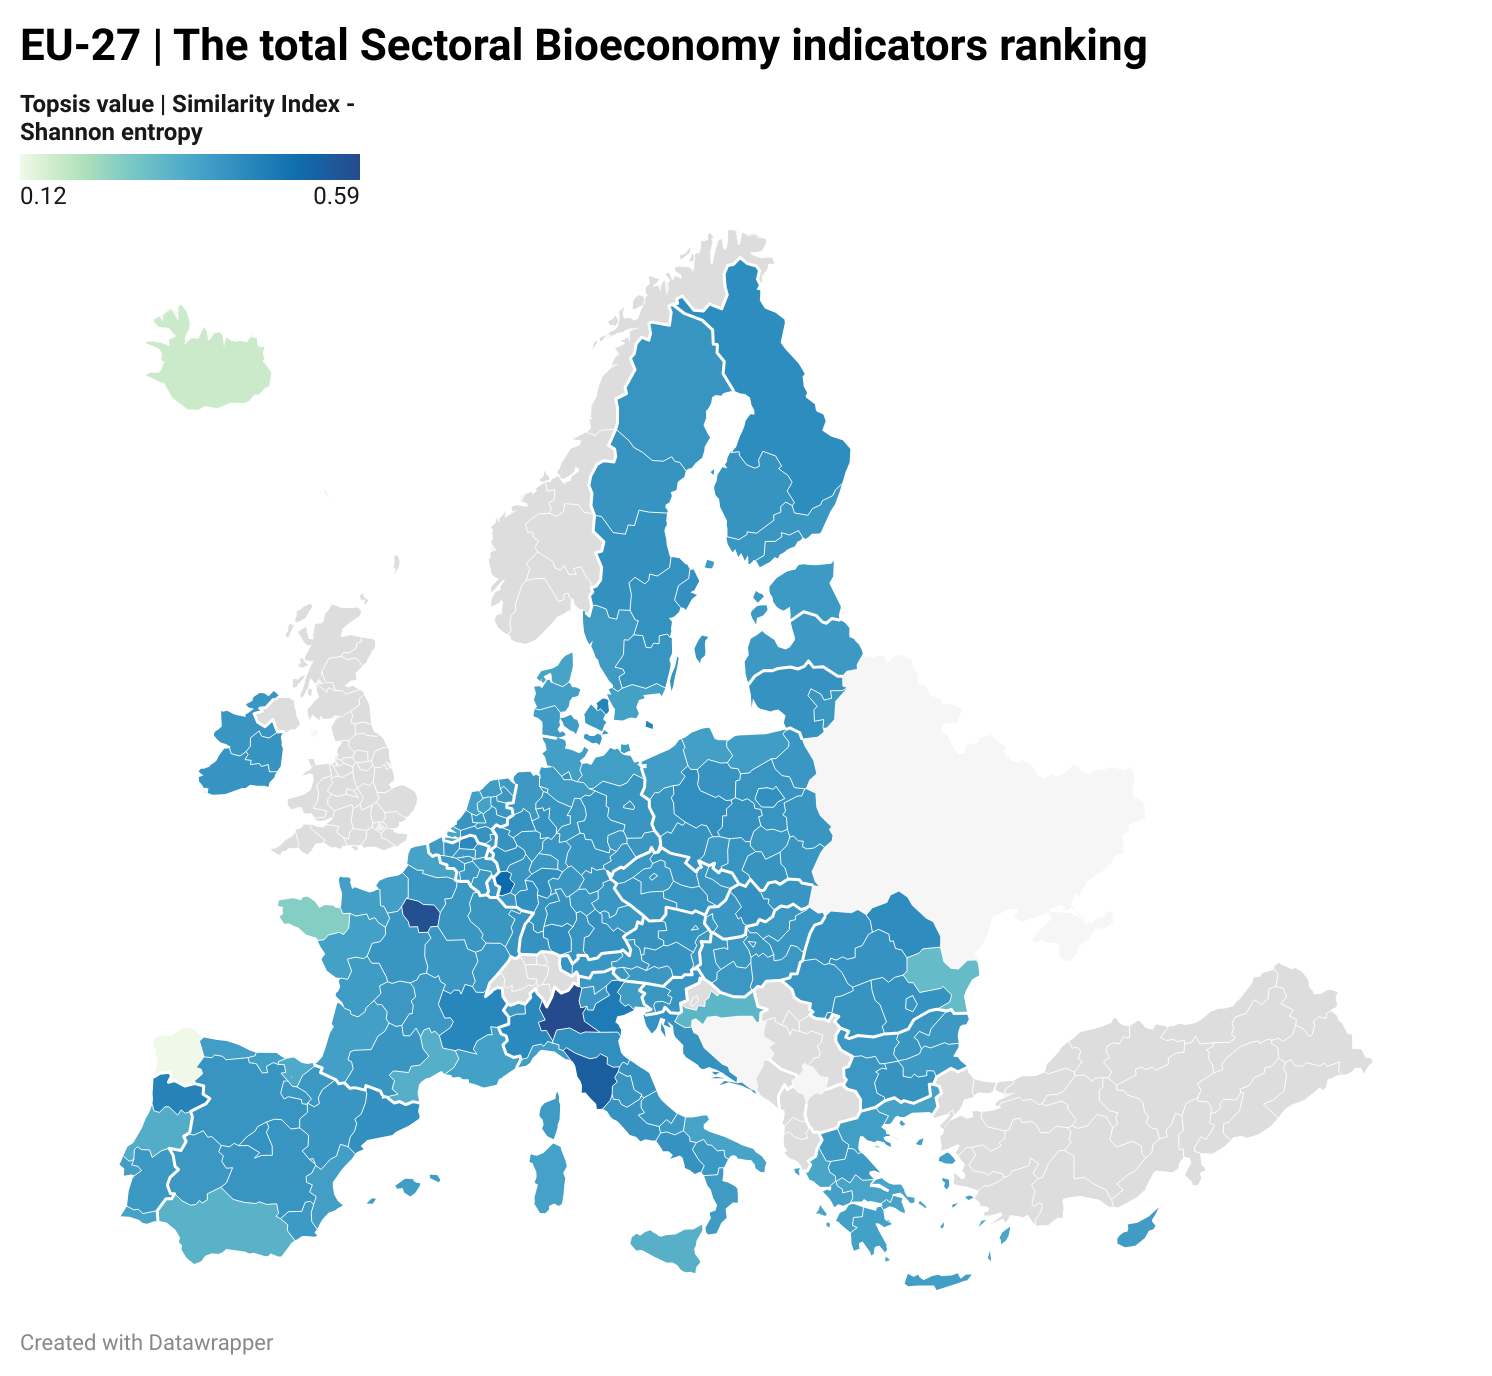 EU-27 | The total Sectoral Bioeconomy indicators ranking
Topsis value | Similarity Index -
Shannon entropy
0.12 0.59
Created with Datawrapper